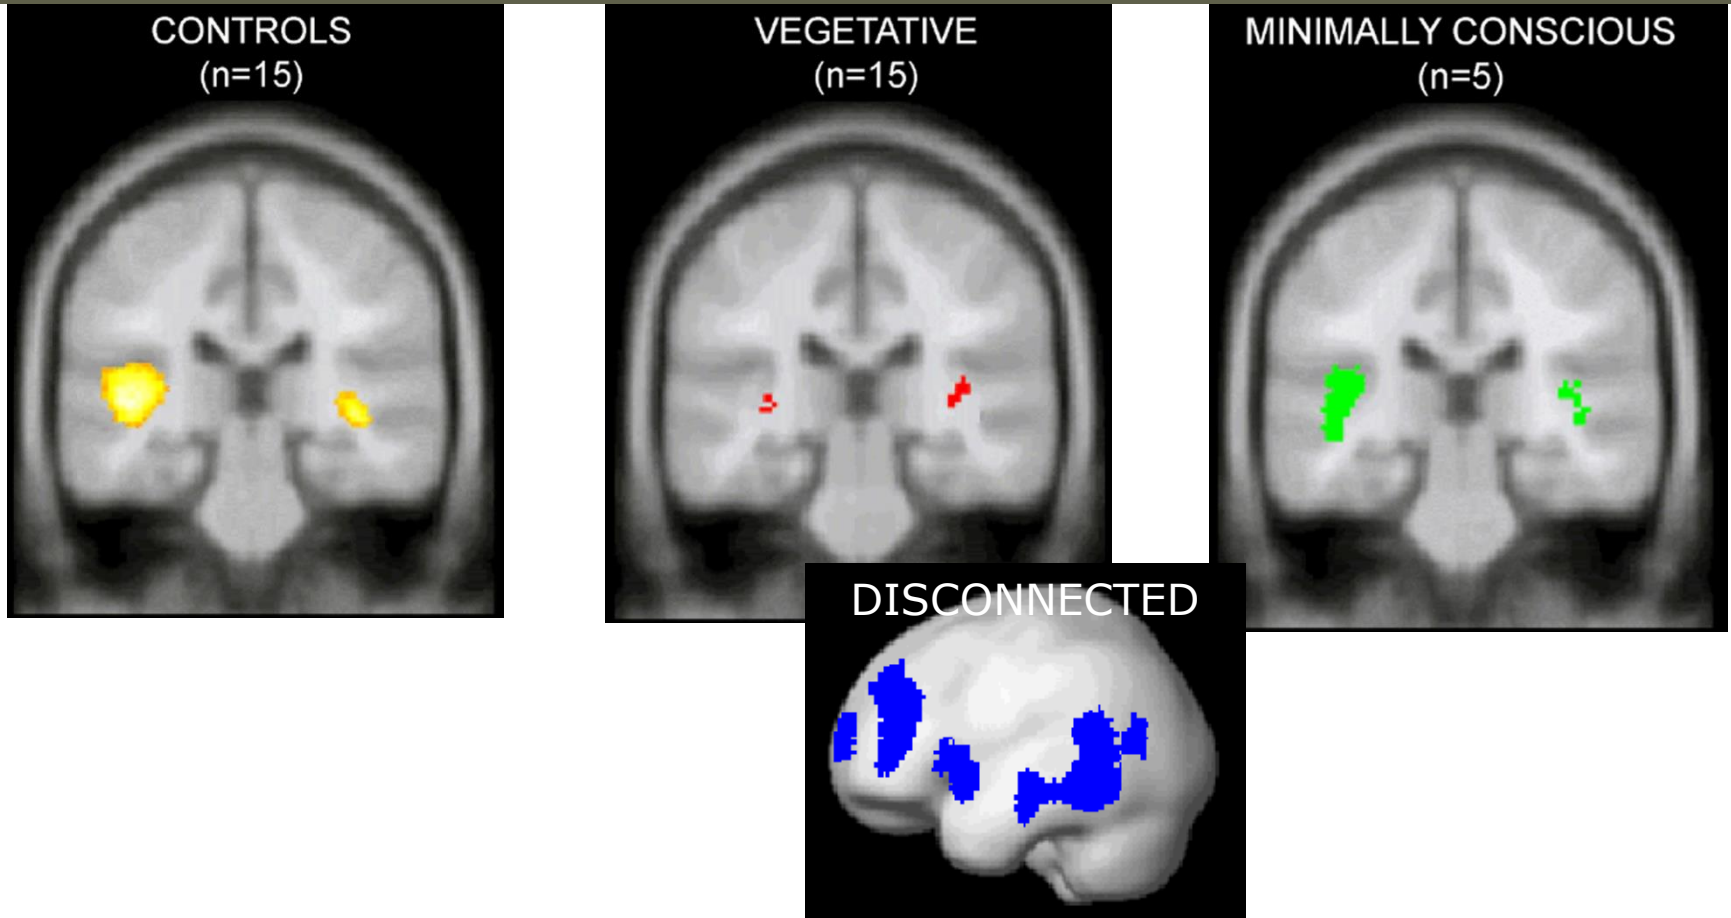 CONTROLS
(n=15)
VEGETATIVE
(n=15)
MINIMALLY CONSCIOUS
(n=5)
DISCONNECTED